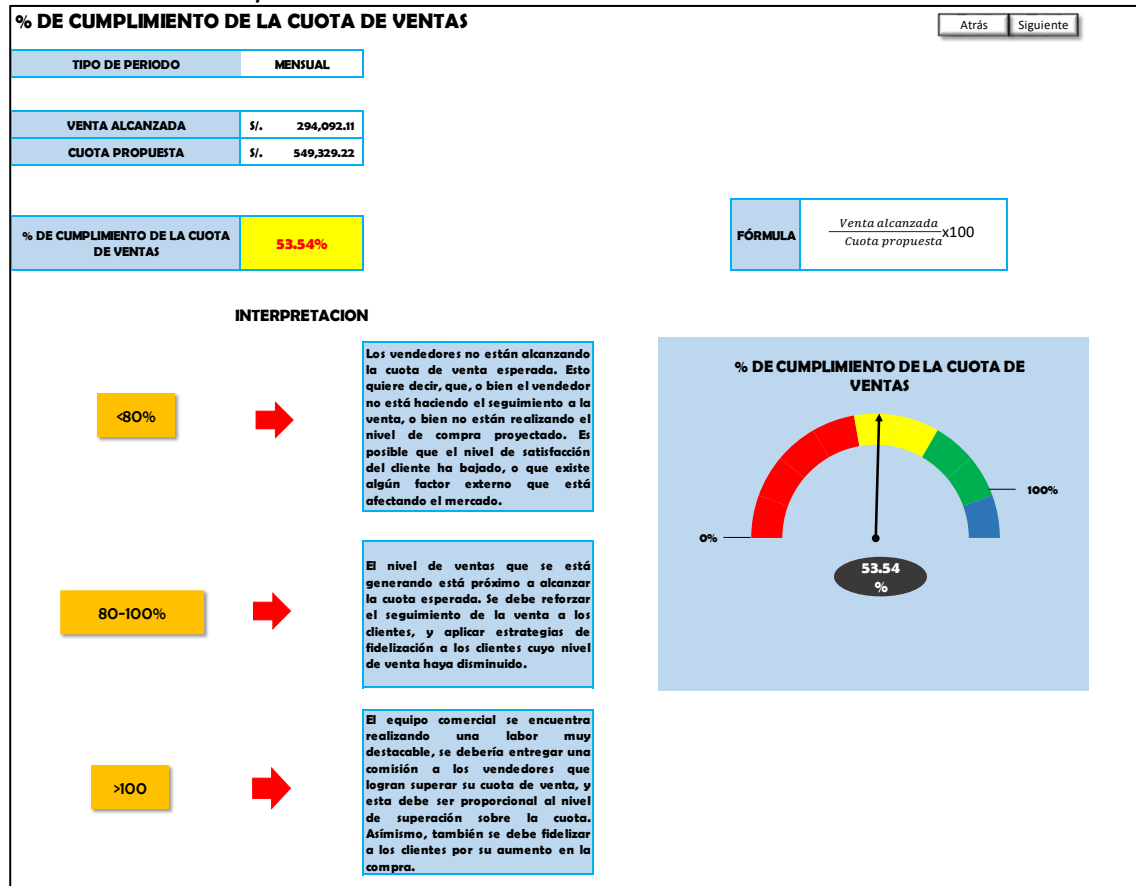 % DE CUMPLIMIENTO DE LA CUOTA DE VENTAS
Atrás
Siguiente
TIPO DE PERIODO
MENSUAL
VENTA ALCANZADA
S/. 294,092.11
CUOTA PROPUESTA
S/. 549,329.22
% DE CUMPLIMIENTO DE LA CUOTA
DE VENTAS
53.54%
FÓRMULA
Venta alcanzada
Cuota propuesta
x100
INTERPRETACION
<80%
Los vendedores no están alcanzando
la cuota de venta esperada. Esto
quiere decir, que, o bien el vendedor
no está haciendo el seguimiento a la
venta, o bien no están realizando el
nivel de compra proyectado. Es
posible que el nivel de satisfacción
del cliente ha bajado, o que existe
algún factor externo que está
afectando el mercado.
80-100%
El nivel de ventas que se está
generando está próximo a alcanzar
la cuota esperada. Se debe reforzar
el seguimiento de la venta a los
clientes, y aplicar estrategias de
fidelización a los clientes cuyo nivel
de venta haya disminuido.
>100
El equipo comercial se encuentra
realizando una labor muy
destacable, se debería entregar una
comisión a los vendedores que
logran superar su cuota de venta, y
esta debe ser proporcional al nivel
de superación sobre la cuota.
Asímismo, también se debe fidelizar
a los clientes por su aumento en la
compra.
% DE CUMPLIMIENTO DE LA CUOTA DE
VENTAS
0%
100%
53.54
%